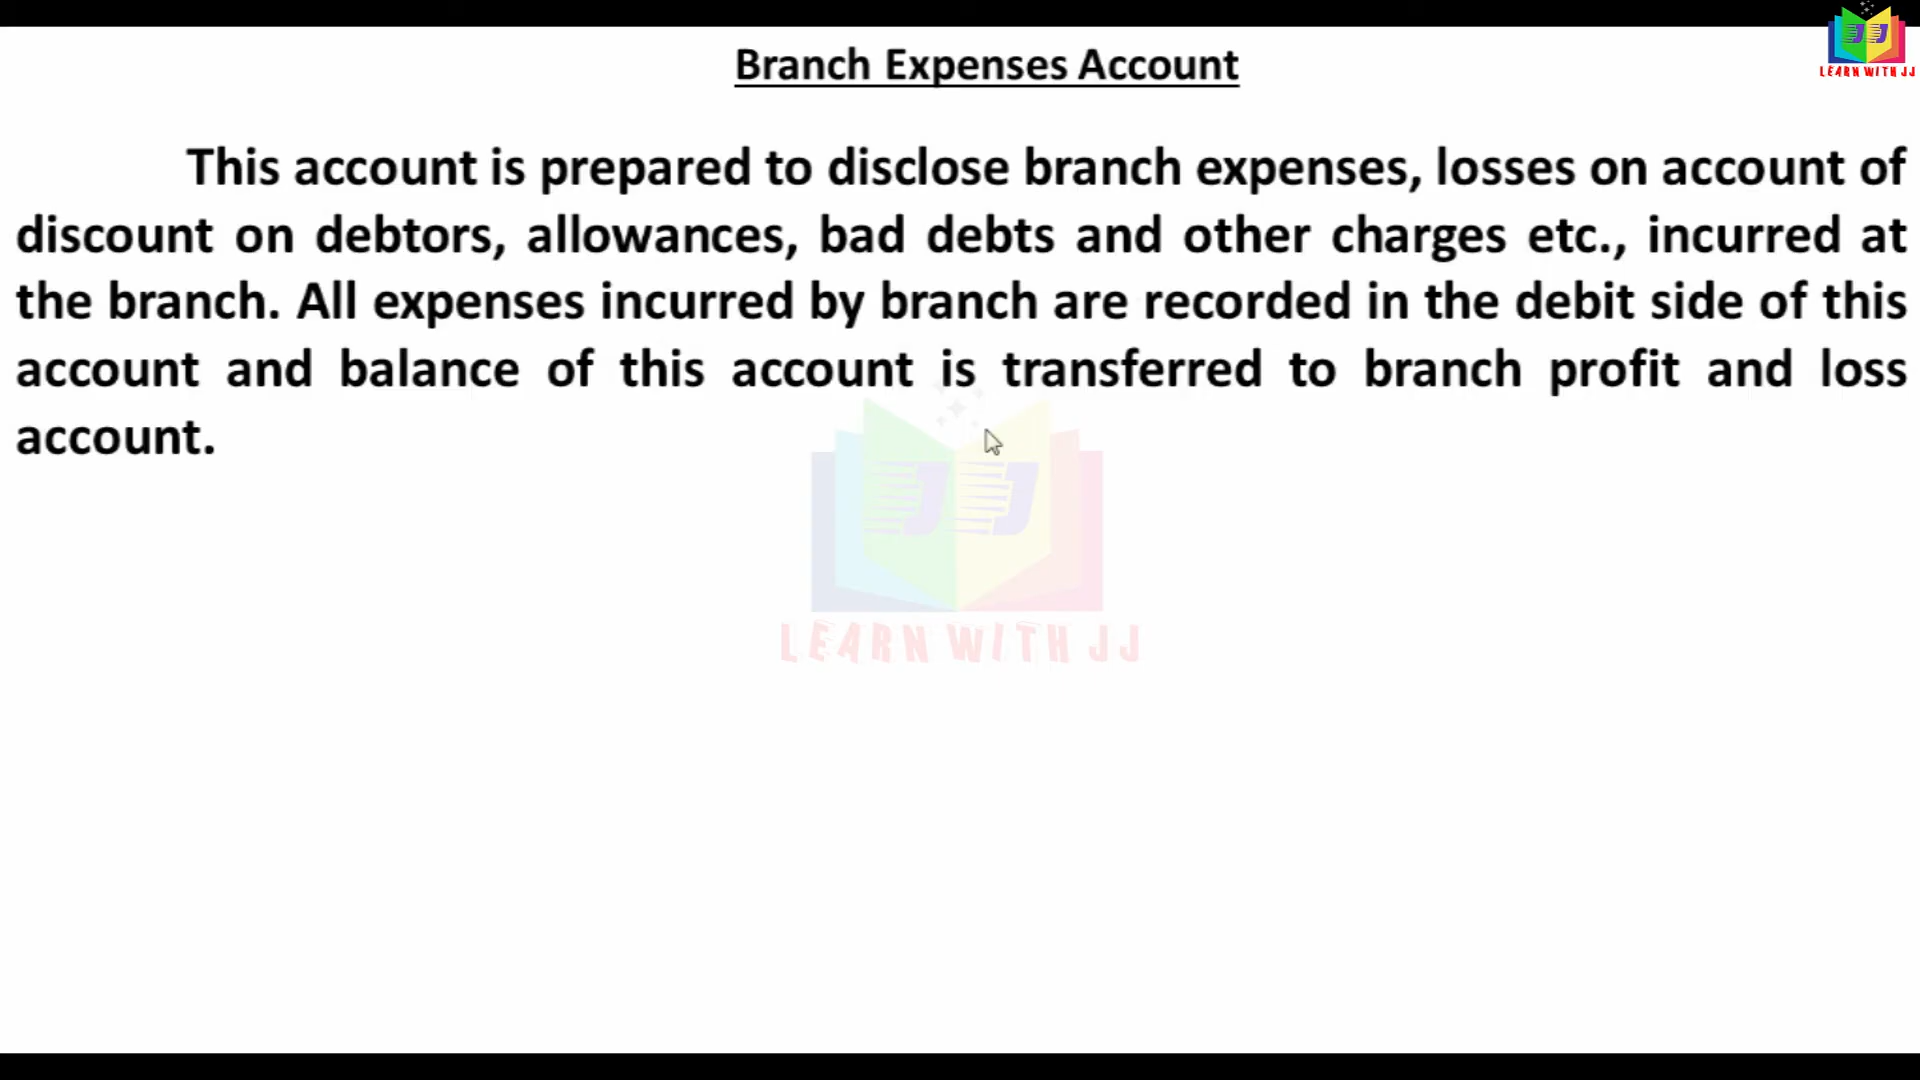 Branch Expenses Account
LEARN WITH JJ
This account is prepared to disclose branch expenses, losses on account of
discount on debtors, allowances, bad debts and other charges etc., incurred at
the branch. All expenses incurred by branch are recorded in the debit side of this
account and balance of this account is transferred to branch profit and loss
account.
JJ
LEARN WITH JJ